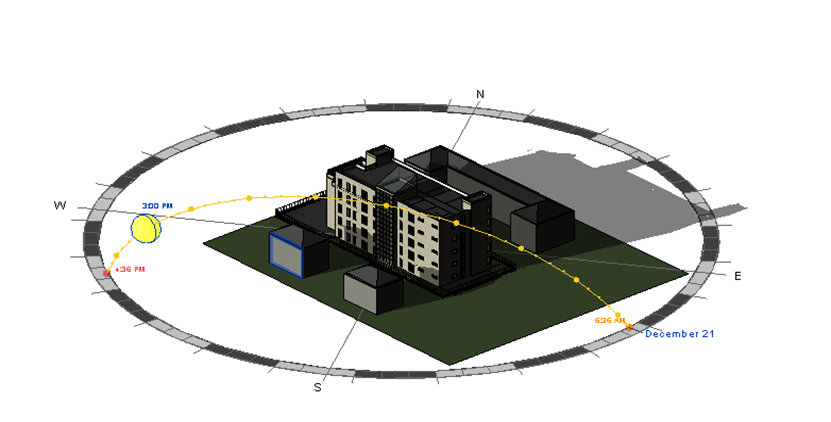 N
W
3:00 PM
4:36 PM
E
6:36 AM
December 21
S